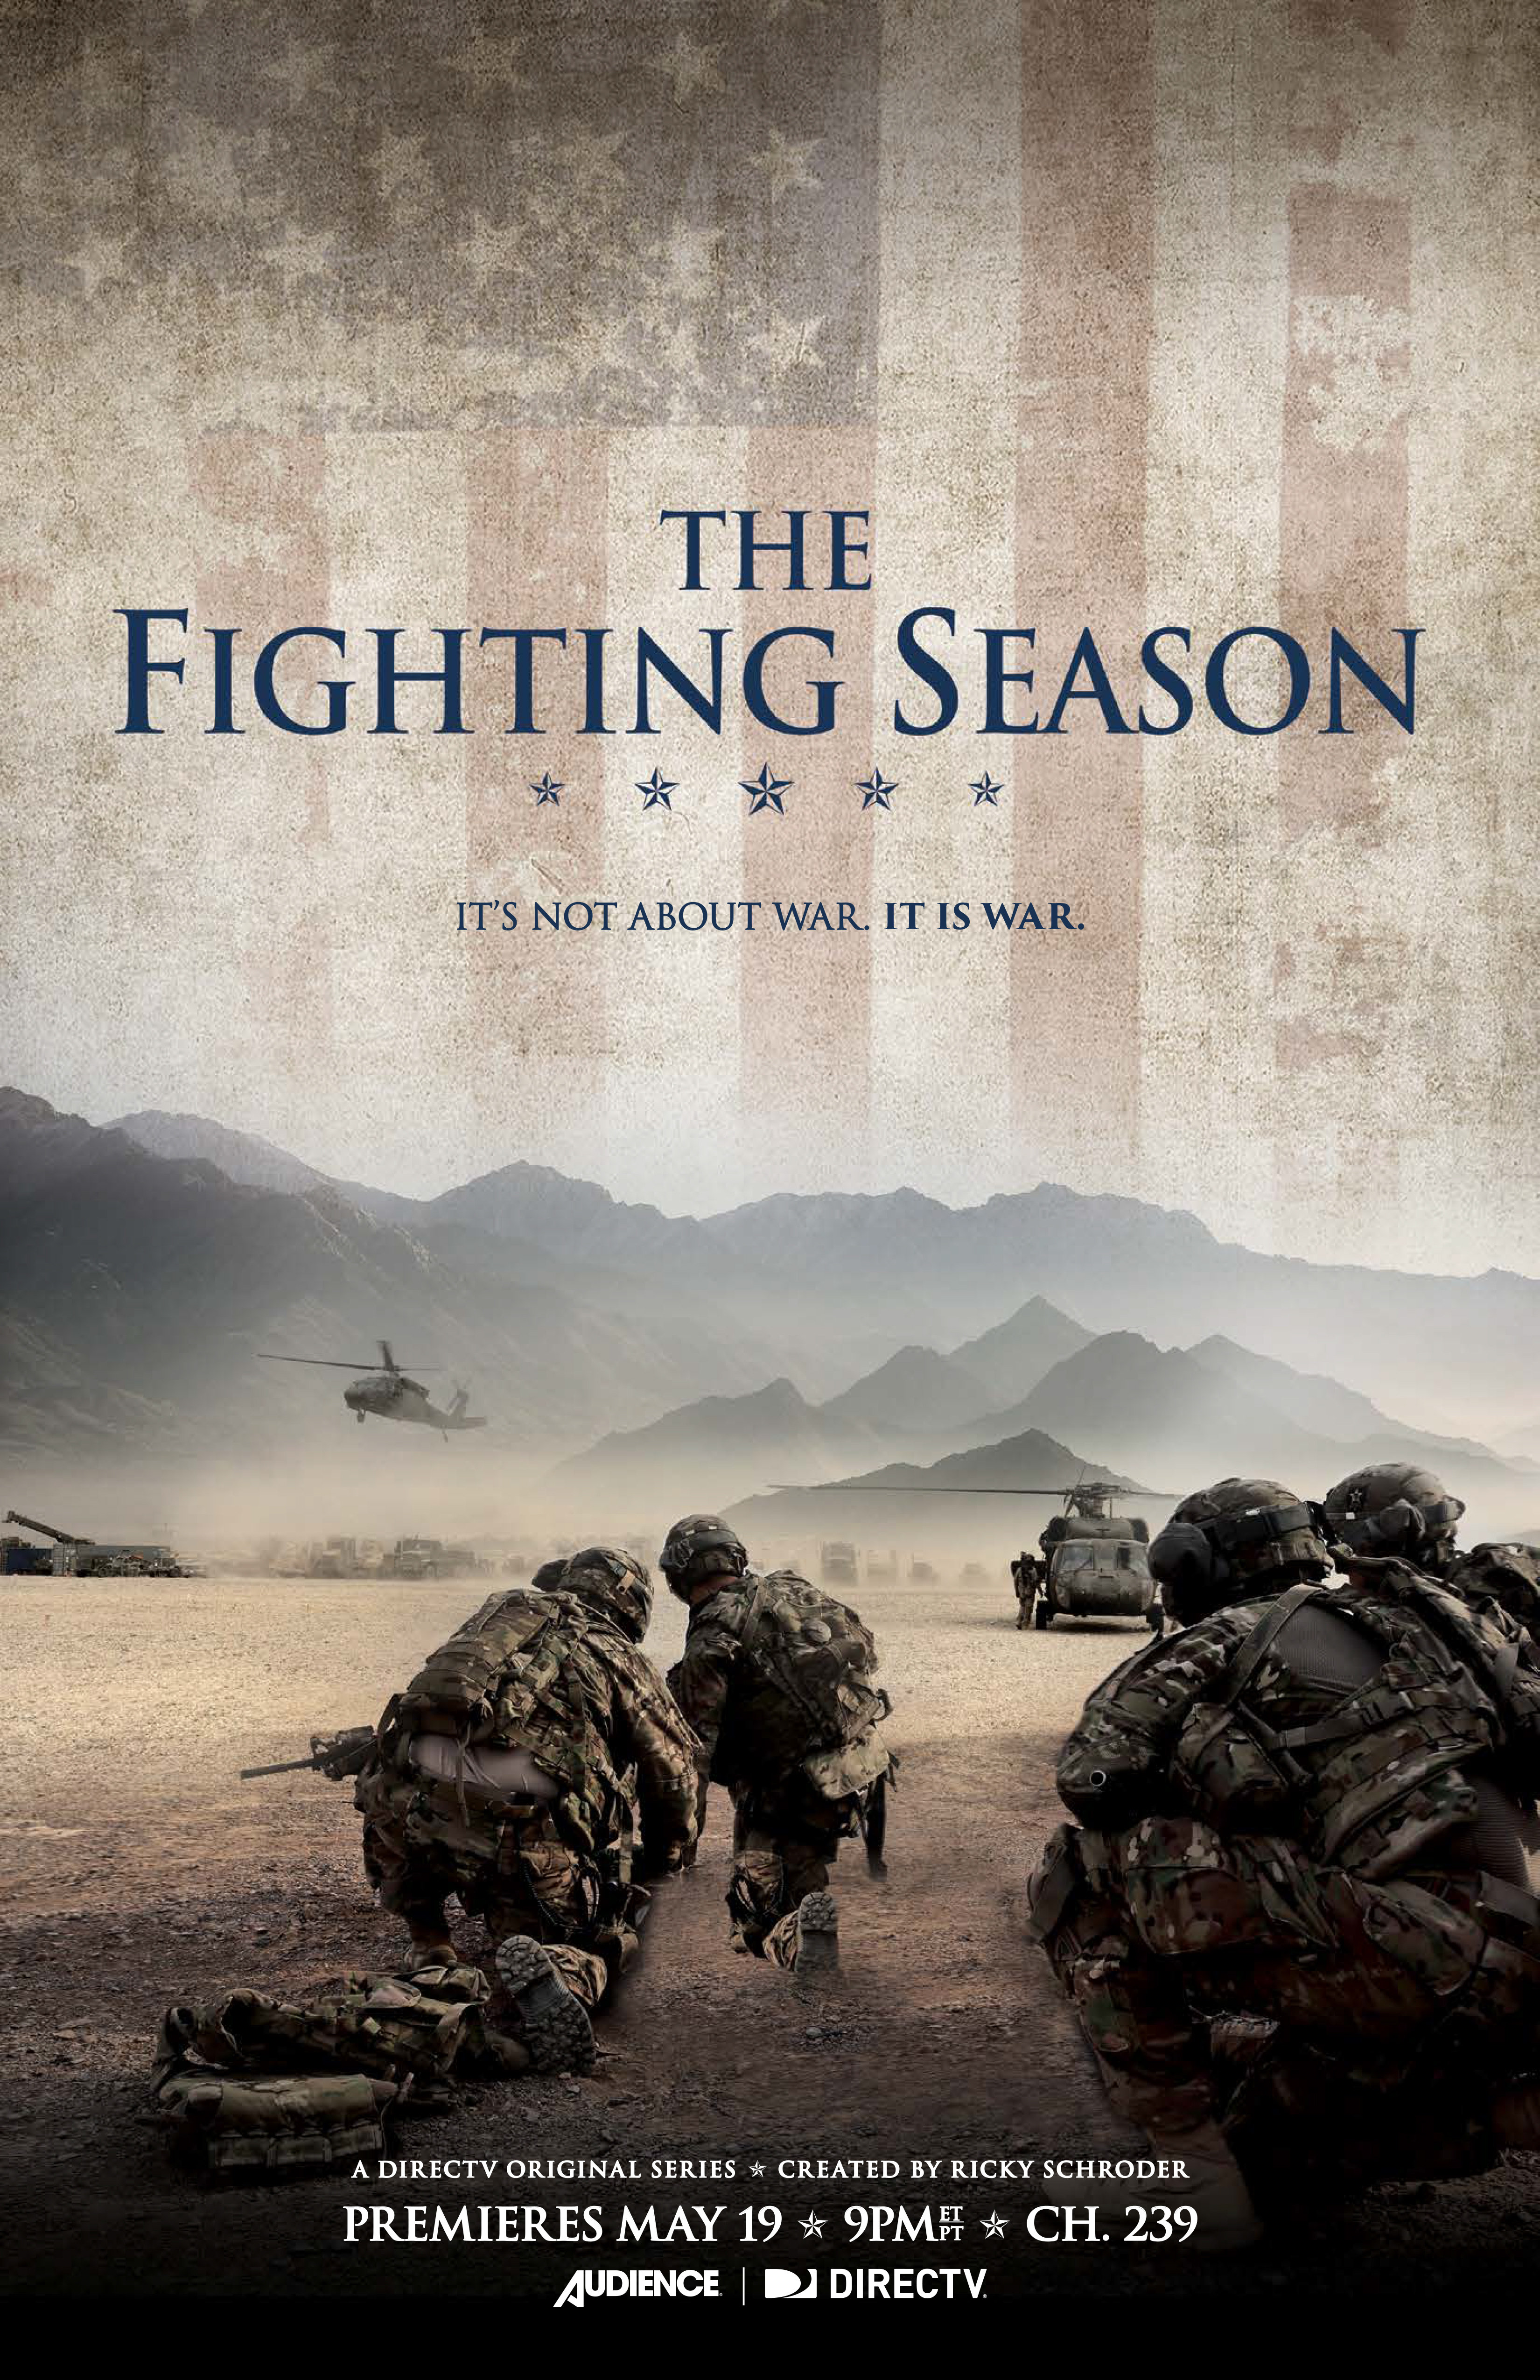 THE
FIGHTING SEASON
IT'S NOT ABOUT WAR. IT IS WAR.
A DIRECTV ORIGINAL SERIES ★ CREATED BY RICKY SCHRODER
PREMIERES MAY 19 ★ 9PM ET PT ★ CH. 239
AUDIENCE | DIRECTV